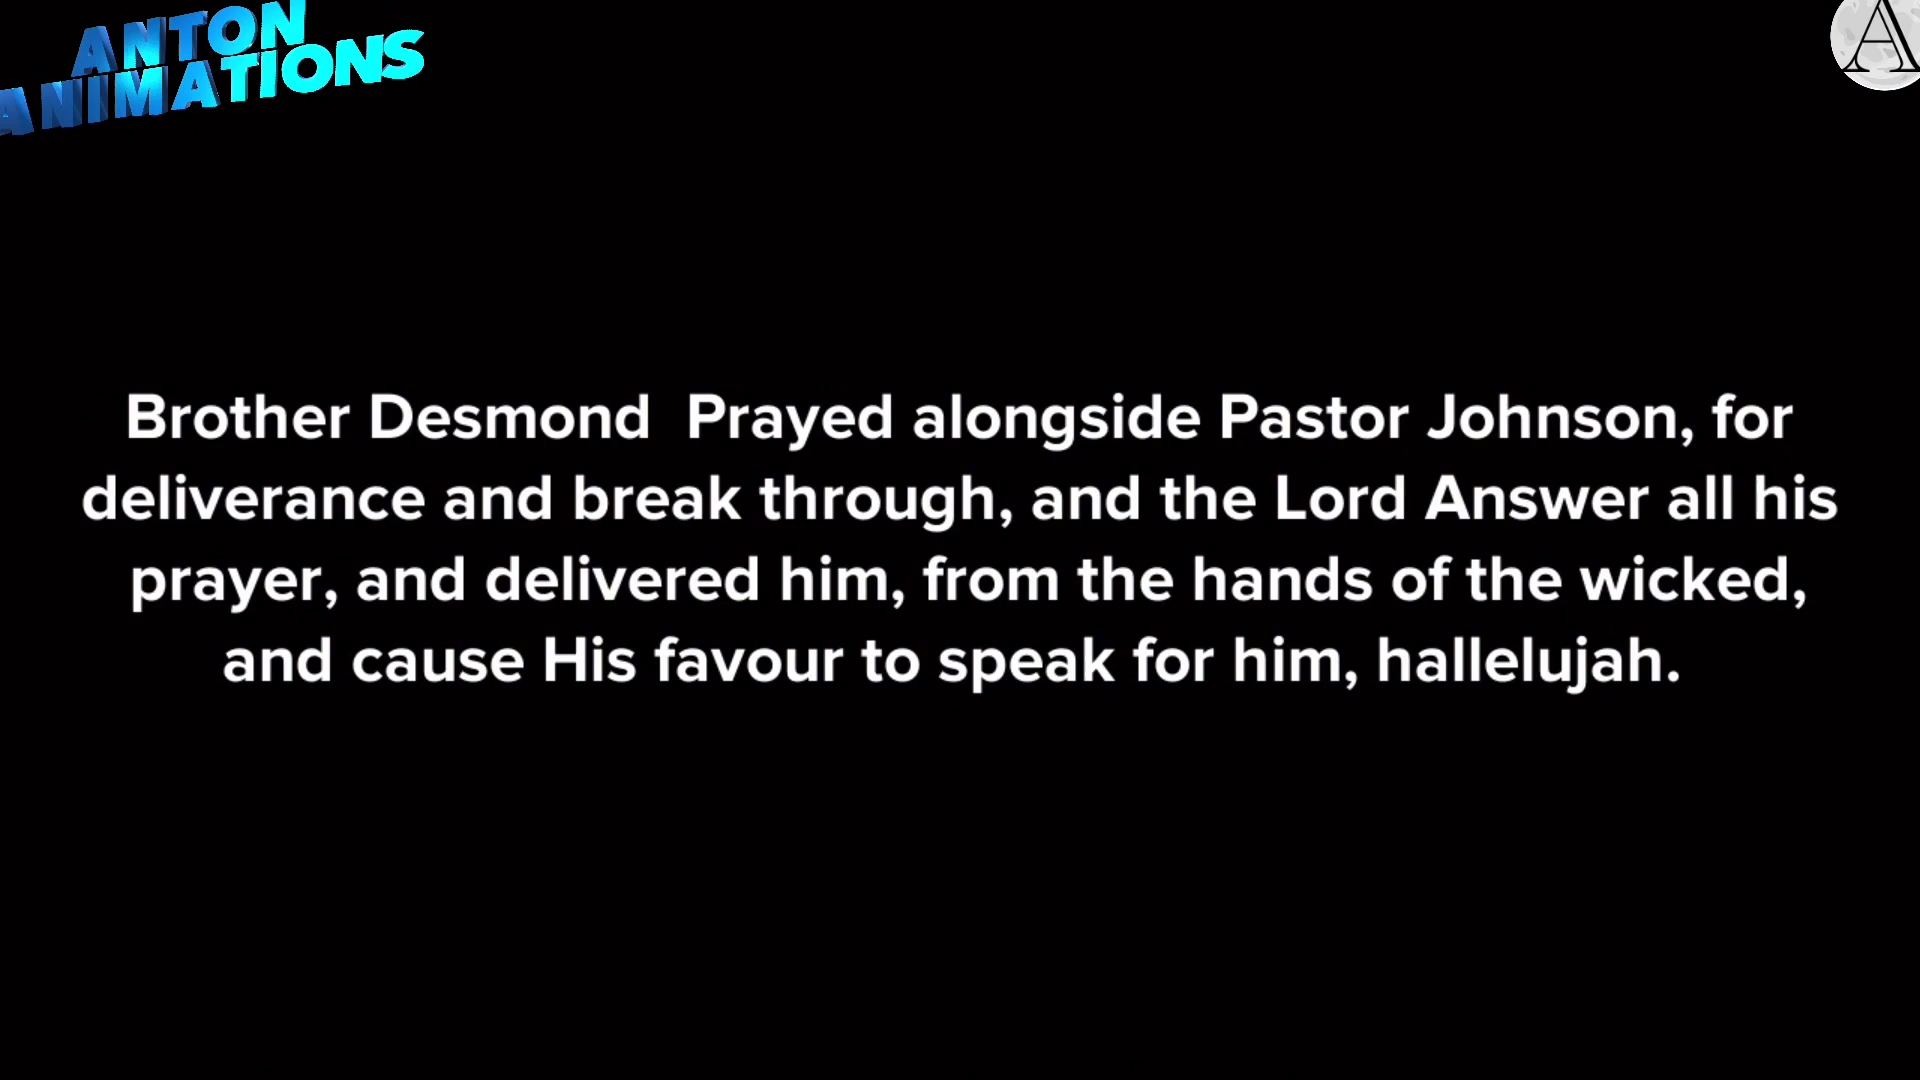 ANTON
ANIMATIONS
A
Brother Desmond  Prayed alongside Pastor Johnson, for
deliverance and break through, and the Lord Answer all his
prayer, and delivered him, from the hands of the wicked,
and cause His favour to speak for him, hallelujah.